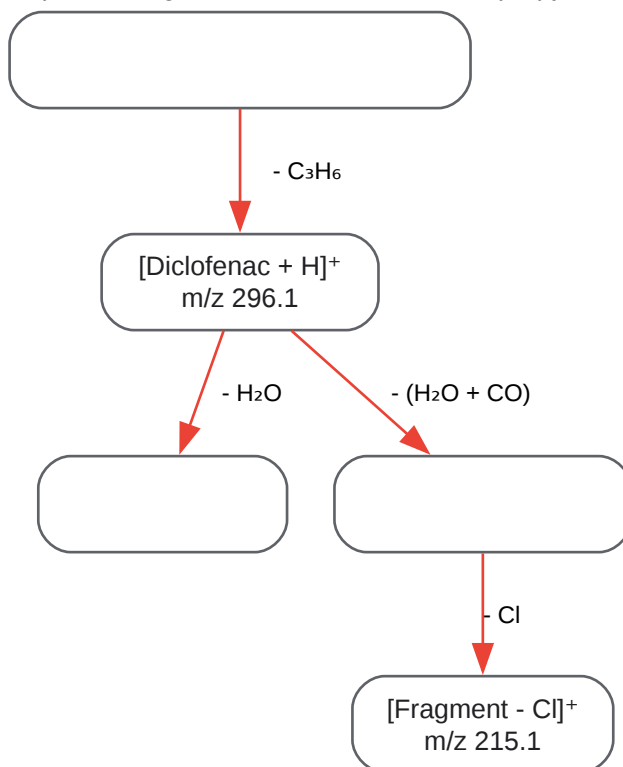 - C₃H₆
[Diclofenac + H]⁺
m/z 296.1
- H₂O
- (H₂O + CO)
- Cl
[Fragment - Cl]⁺
m/z 215.1